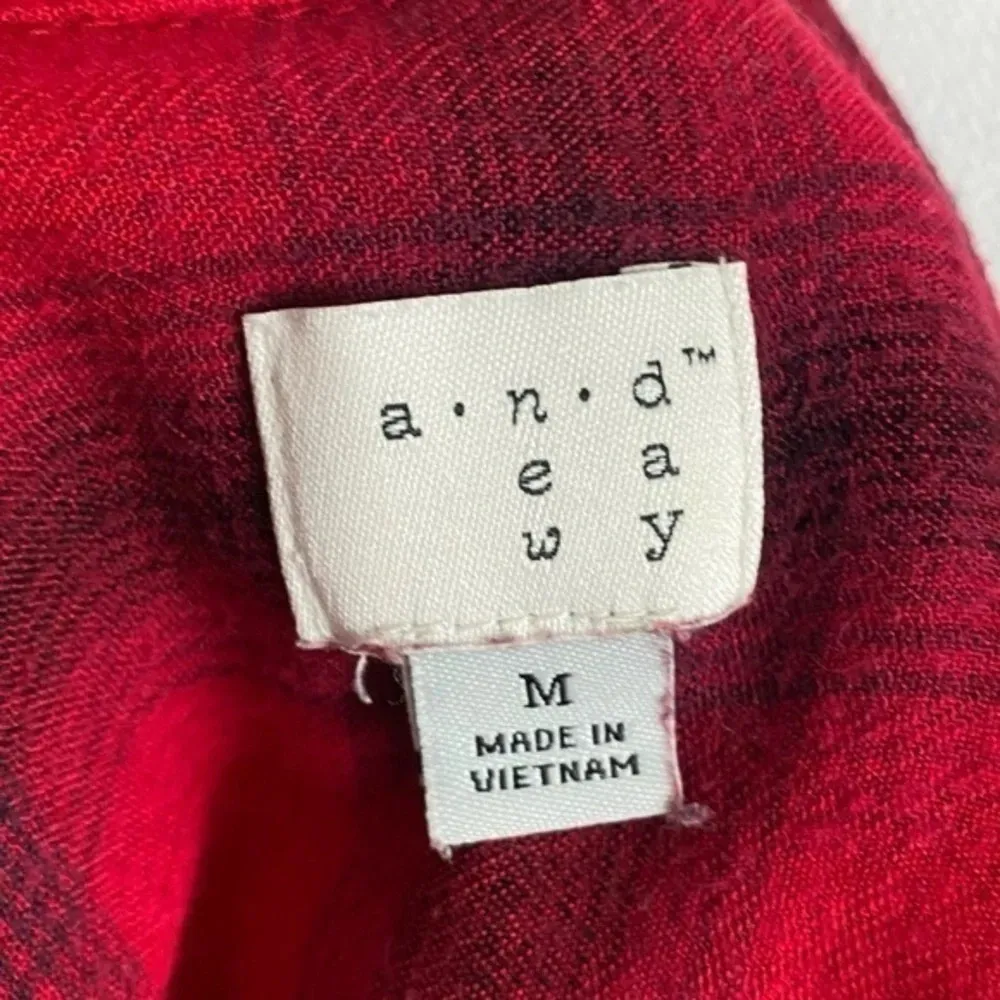 a · n · d™
e a
w y
M
MADE IN
VIETNAM